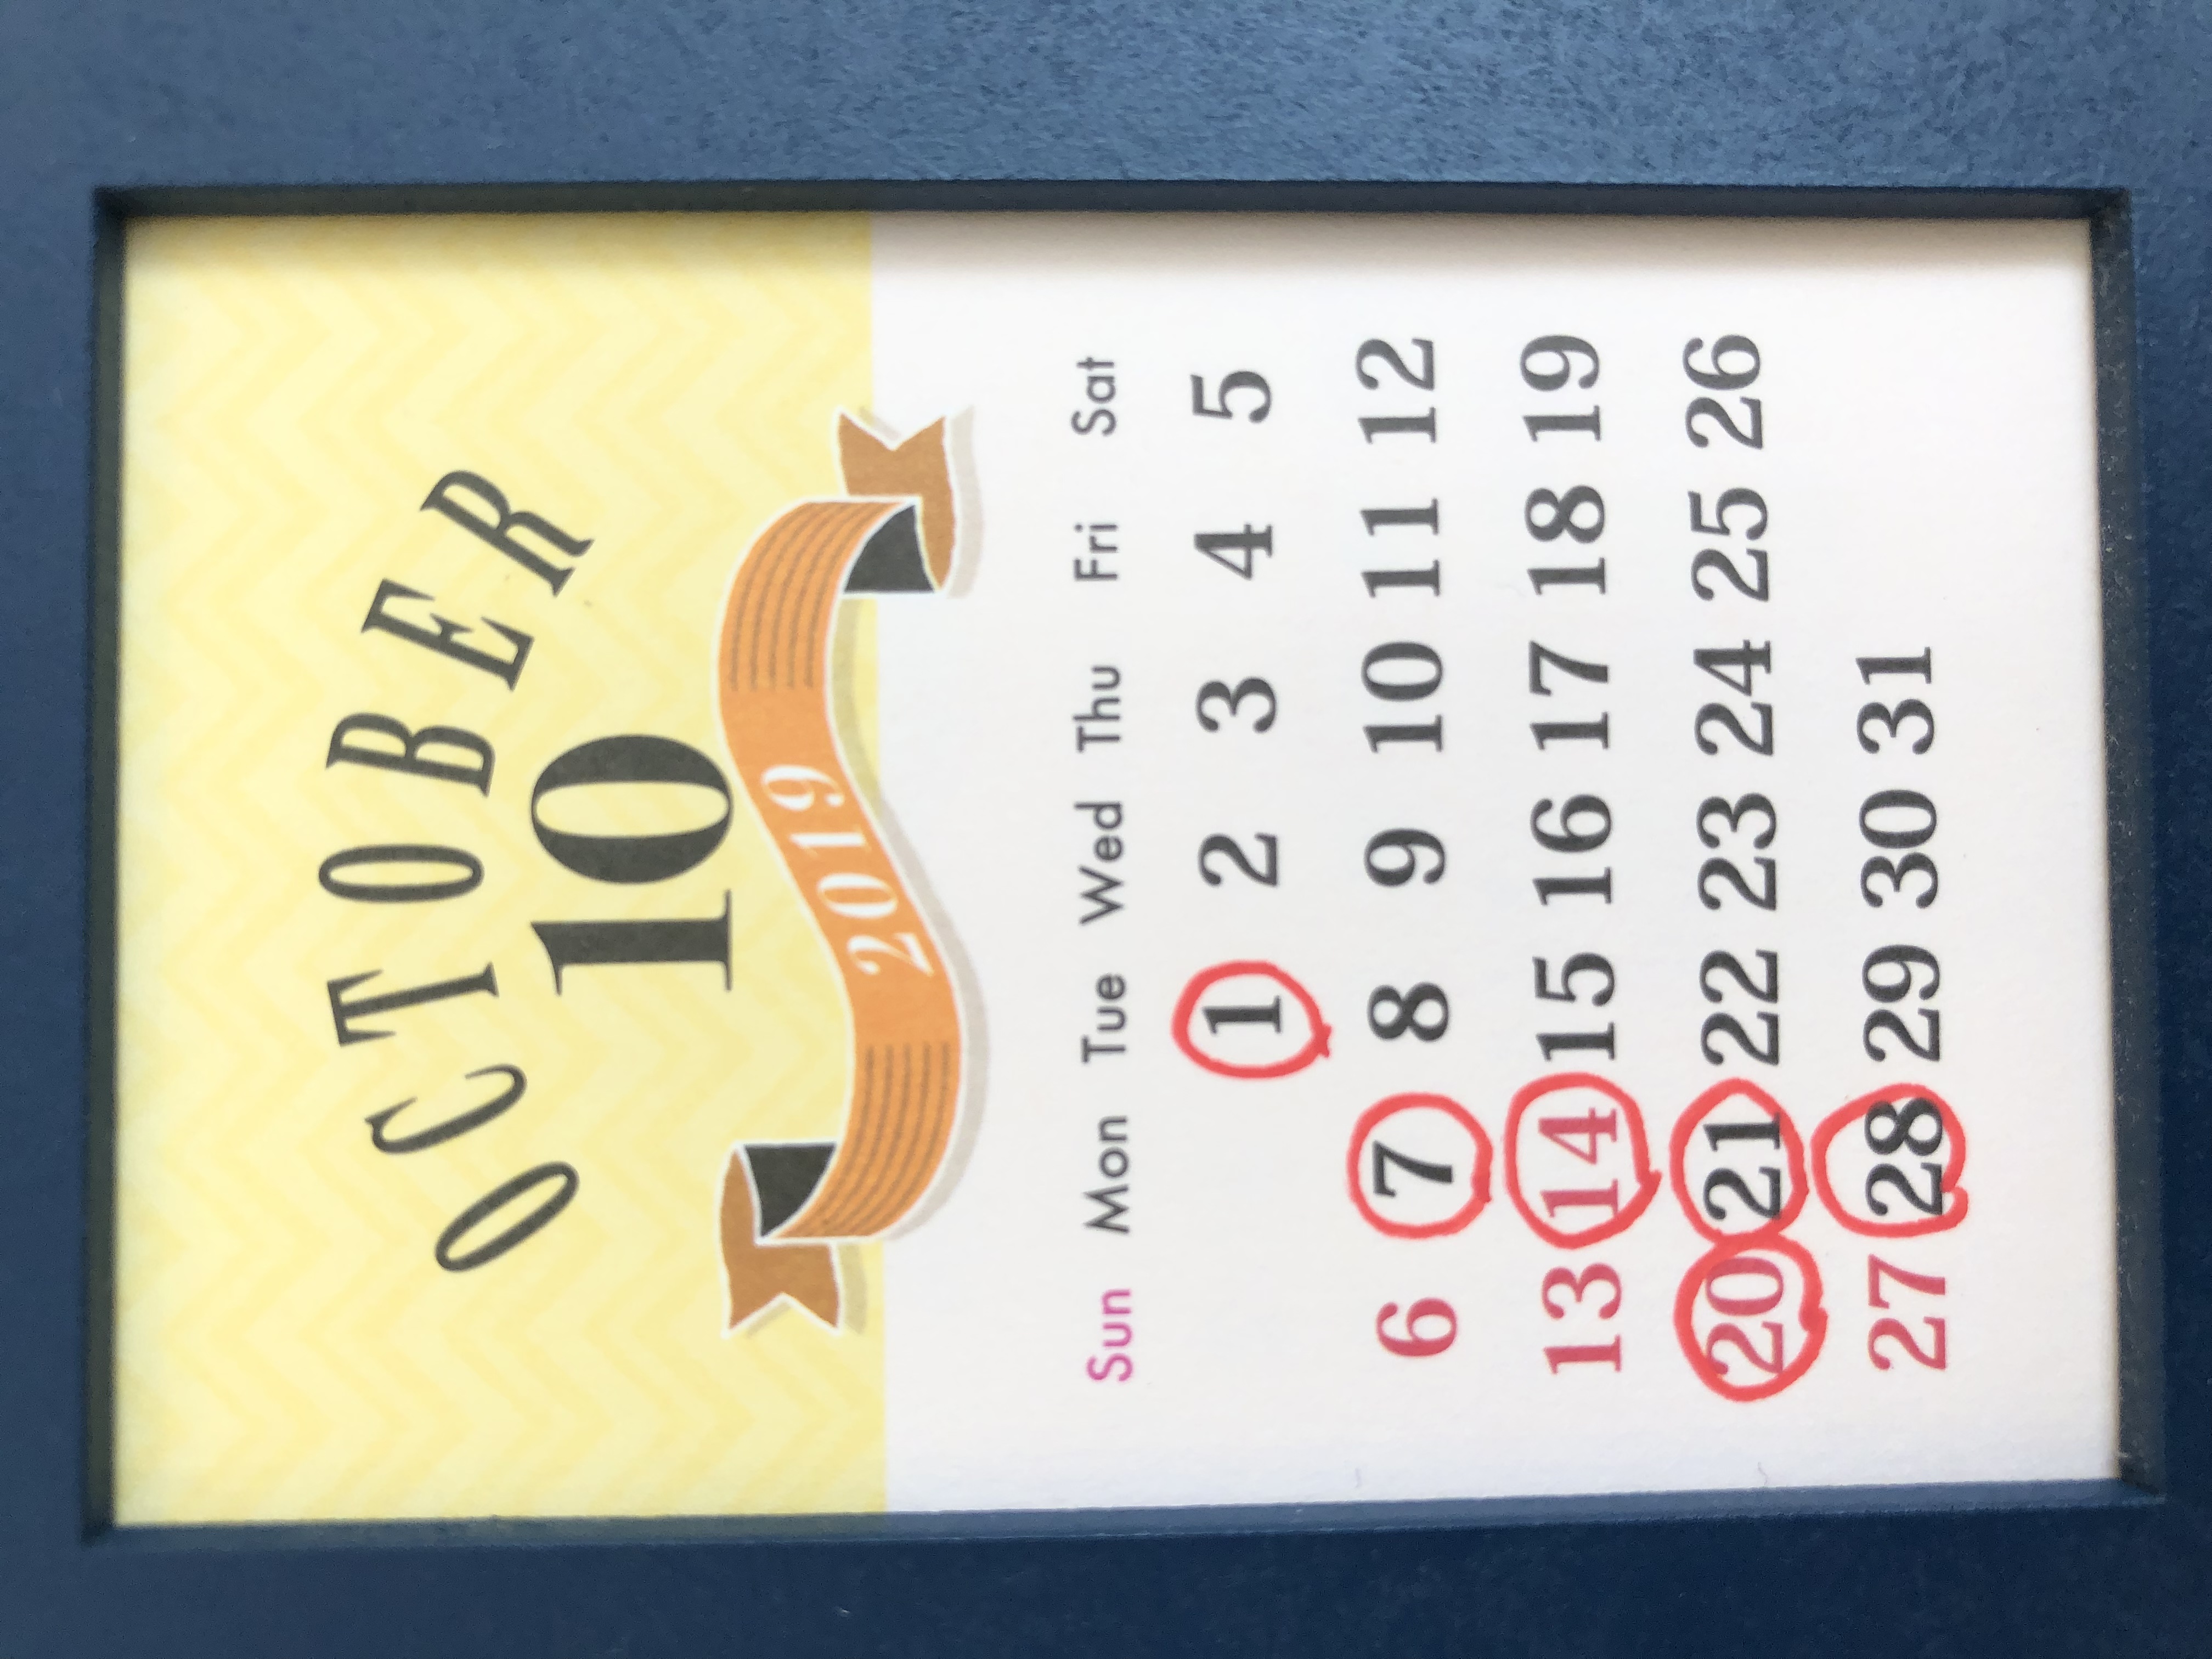 OCTOBER
10
2019
Sun Mon Tue Wed Thu Fri Sat
1 2 3 4 5
6 7 8 9 10 11 12
13 14 15 16 17 18 19
20 21 22 23 24 25 26
27 28 29 30 31